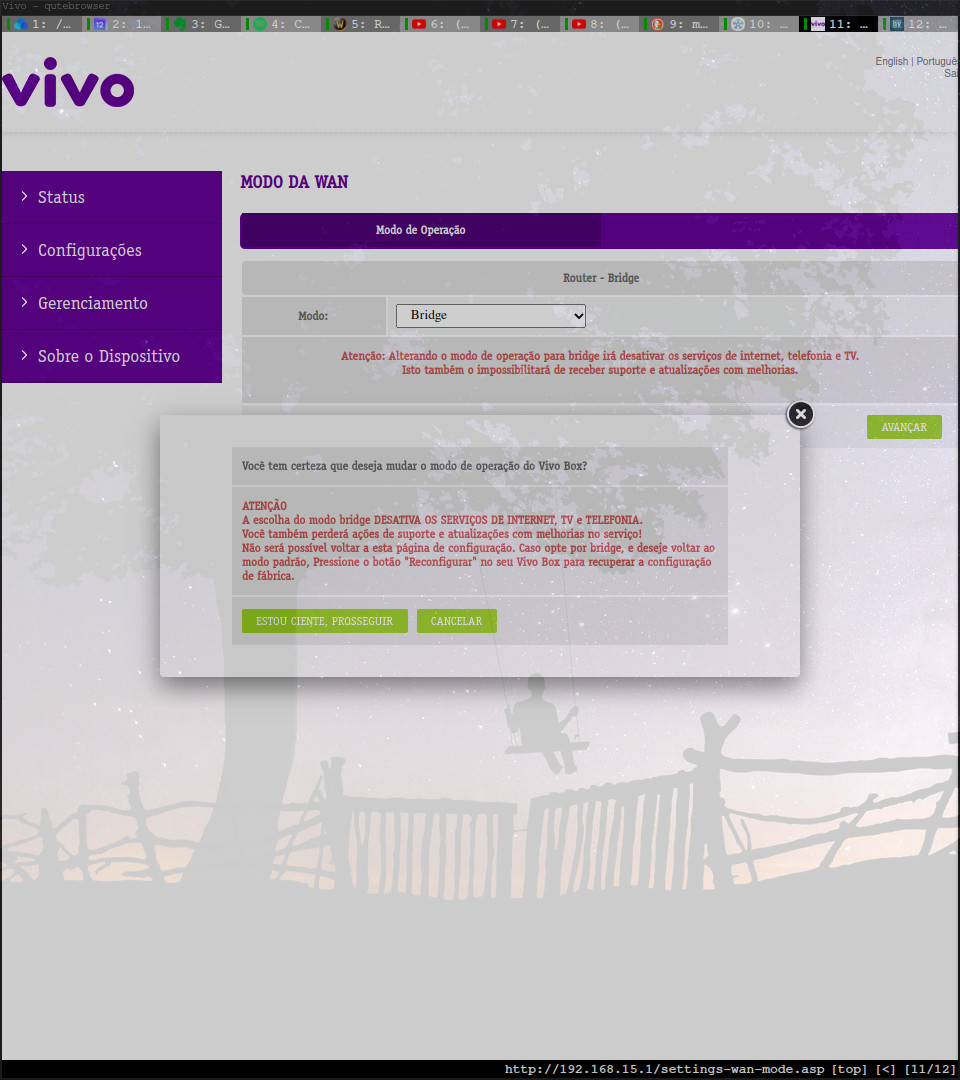 Vivo - qutebrowser
1: /... 2: 1... 3: G... 4: C... 5: R... 6: (... 7: (... 8: (... 9: m... 10: ... 11: ... 12: ...
vivo
English | Português
Sai
Status
Configurações
Gerenciamento
Sobre o Dispositivo
MODO DA WAN
Modo de Operação
Router - Bridge
Modo: Bridge
Atenção: Alterando o modo de operação para bridge irá desativar os serviços de internet, telefonia e TV.
Isto também o impossibilitará de receber suporte e atualizações com melhorias.
AVANÇAR
Você tem certeza que deseja mudar o modo de operação do Vivo Box?
ATENÇÃO
A escolha do modo bridge DESATIVA OS SERVIÇOS DE INTERNET, TV e TELEFONIA.
Você também perderá ações de suporte e atualizações com melhorias no serviço!
Não será possível voltar a esta página de configuração. Caso opte por bridge, e deseje voltar ao
modo padrão, Pressione o botão "Reconfigurar" no seu Vivo Box para recuperar a configuração
de fábrica.
ESTOU CIENTE, PROSSEGUIR CANCELAR
http://192.168.15.1/settings-wan-mode.asp [top] [<] [11/12]